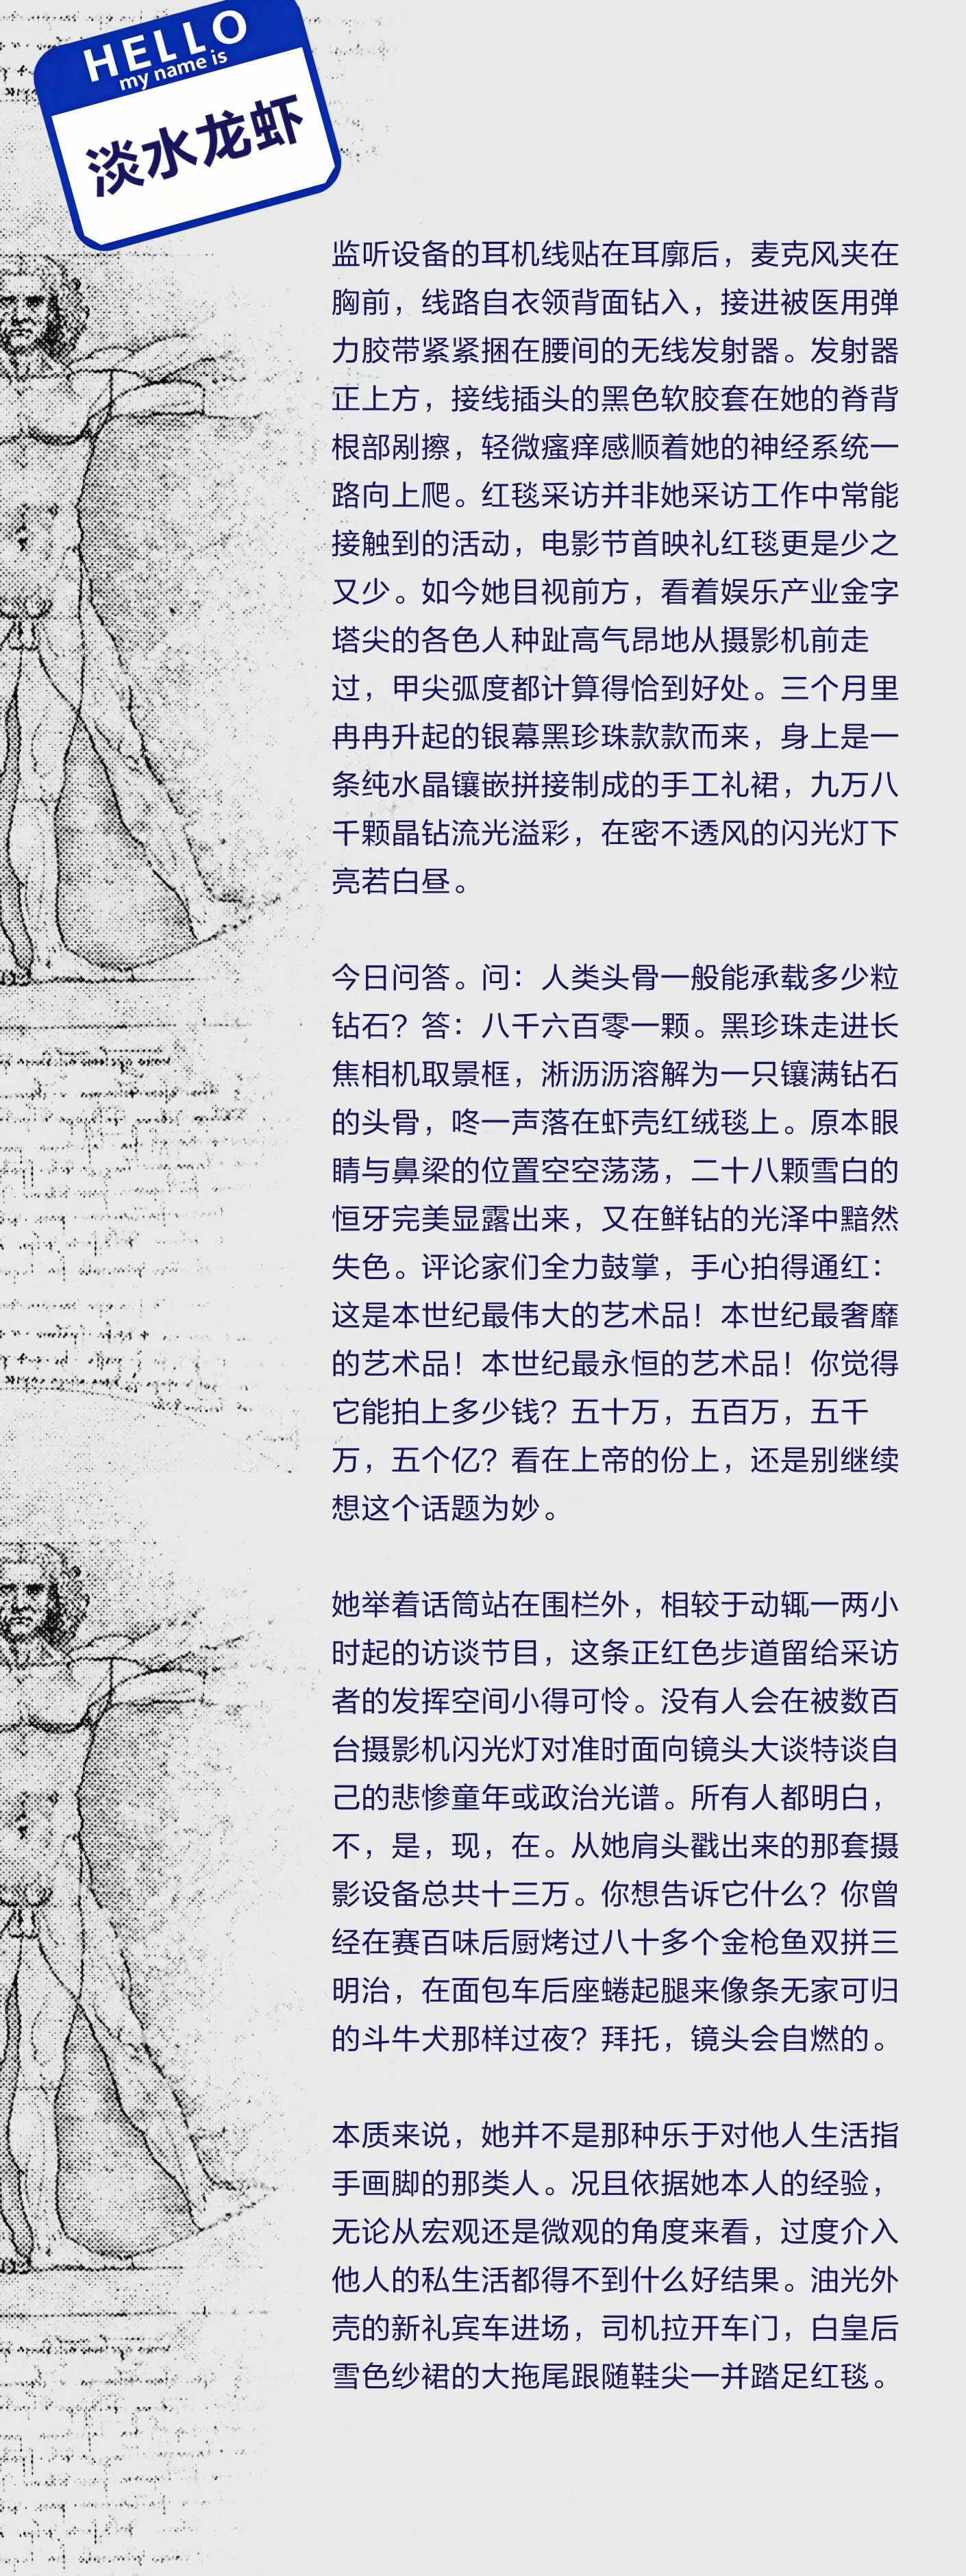 HELLO
my name is
淡水龙虾
监听设备的耳机线贴在耳廓后，麦克风夹在
胸前，线路自衣领背面钻入，接进被医用弹
力胶带紧紧捆在腰间的无线发射器。发射器
正上方，接线插头的黑色软胶套在她的脊背
根部剐擦，轻微瘙痒感顺着她的神经系统一
路向上爬。红毯采访并非她采访工作中常能
接触到的活动，电影节首映礼红毯更是少之
又少。如今她目视前方，看着娱乐产业金字
塔尖的各色人种趾高气昂地从摄影机前走
过，甲尖弧度都计算得恰到好处。三个月里
冉冉升起的银幕黑珍珠款款而来，身上是一
条纯水晶镶嵌拼接制成的手工礼裙，九万八
千颗晶钻流光溢彩，在密不透风的闪光灯下
亮若白昼。
今日问答。问：人类头骨一般能承载多少粒
钻石？答：八千六百零一颗。黑珍珠走进长
焦相机取景框，淅沥沥溶解为一只镶满钻石
的头骨，咚一声落在虾壳红绒毯上。原本眼
睛与鼻梁的位置空空荡荡，二十八颗雪白的
恒牙完美显露出来，又在鲜钻的光泽中黯然
失色。评论家们全力鼓掌，手心拍得通红：
这是本世纪最伟大的艺术品！本世纪最奢靡
的艺术品！本世纪最永恒的艺术品！你觉得
它能拍上多少钱？五十万，五百万，五千
万，五个亿？看在上帝的份上，还是别继续
想这个话题为妙。
她举着话筒站在围栏外，相较于动辄一两小
时起的访谈节目，这条正红色步道留给采访
者的发挥空间小得可怜。没有人会在被数百
台摄影机闪光灯对准时面向镜头大谈特谈自
己的悲惨童年或政治光谱。所有人都明白，
不，是，现，在。从她肩头戳出来的那套摄
影设备总共十三万。你想告诉它什么？你曾
经在赛百味后厨烤过八十多个金枪鱼双拼三
明治，在面包车后座蜷起腿来像条无家可归
的斗牛犬那样过夜？拜托，镜头会自燃的。
本质来说，她并不是那种乐于对他人生活指
手画脚的那类人。况且依据她本人的经验，
无论从宏观还是微观的角度来看，过度介入
他人的私生活都得不到什么好结果。油光外
壳的新礼宾车进场，司机拉开车门，白皇后
雪色纱裙的大拖尾跟随鞋尖一并踏足红毯。